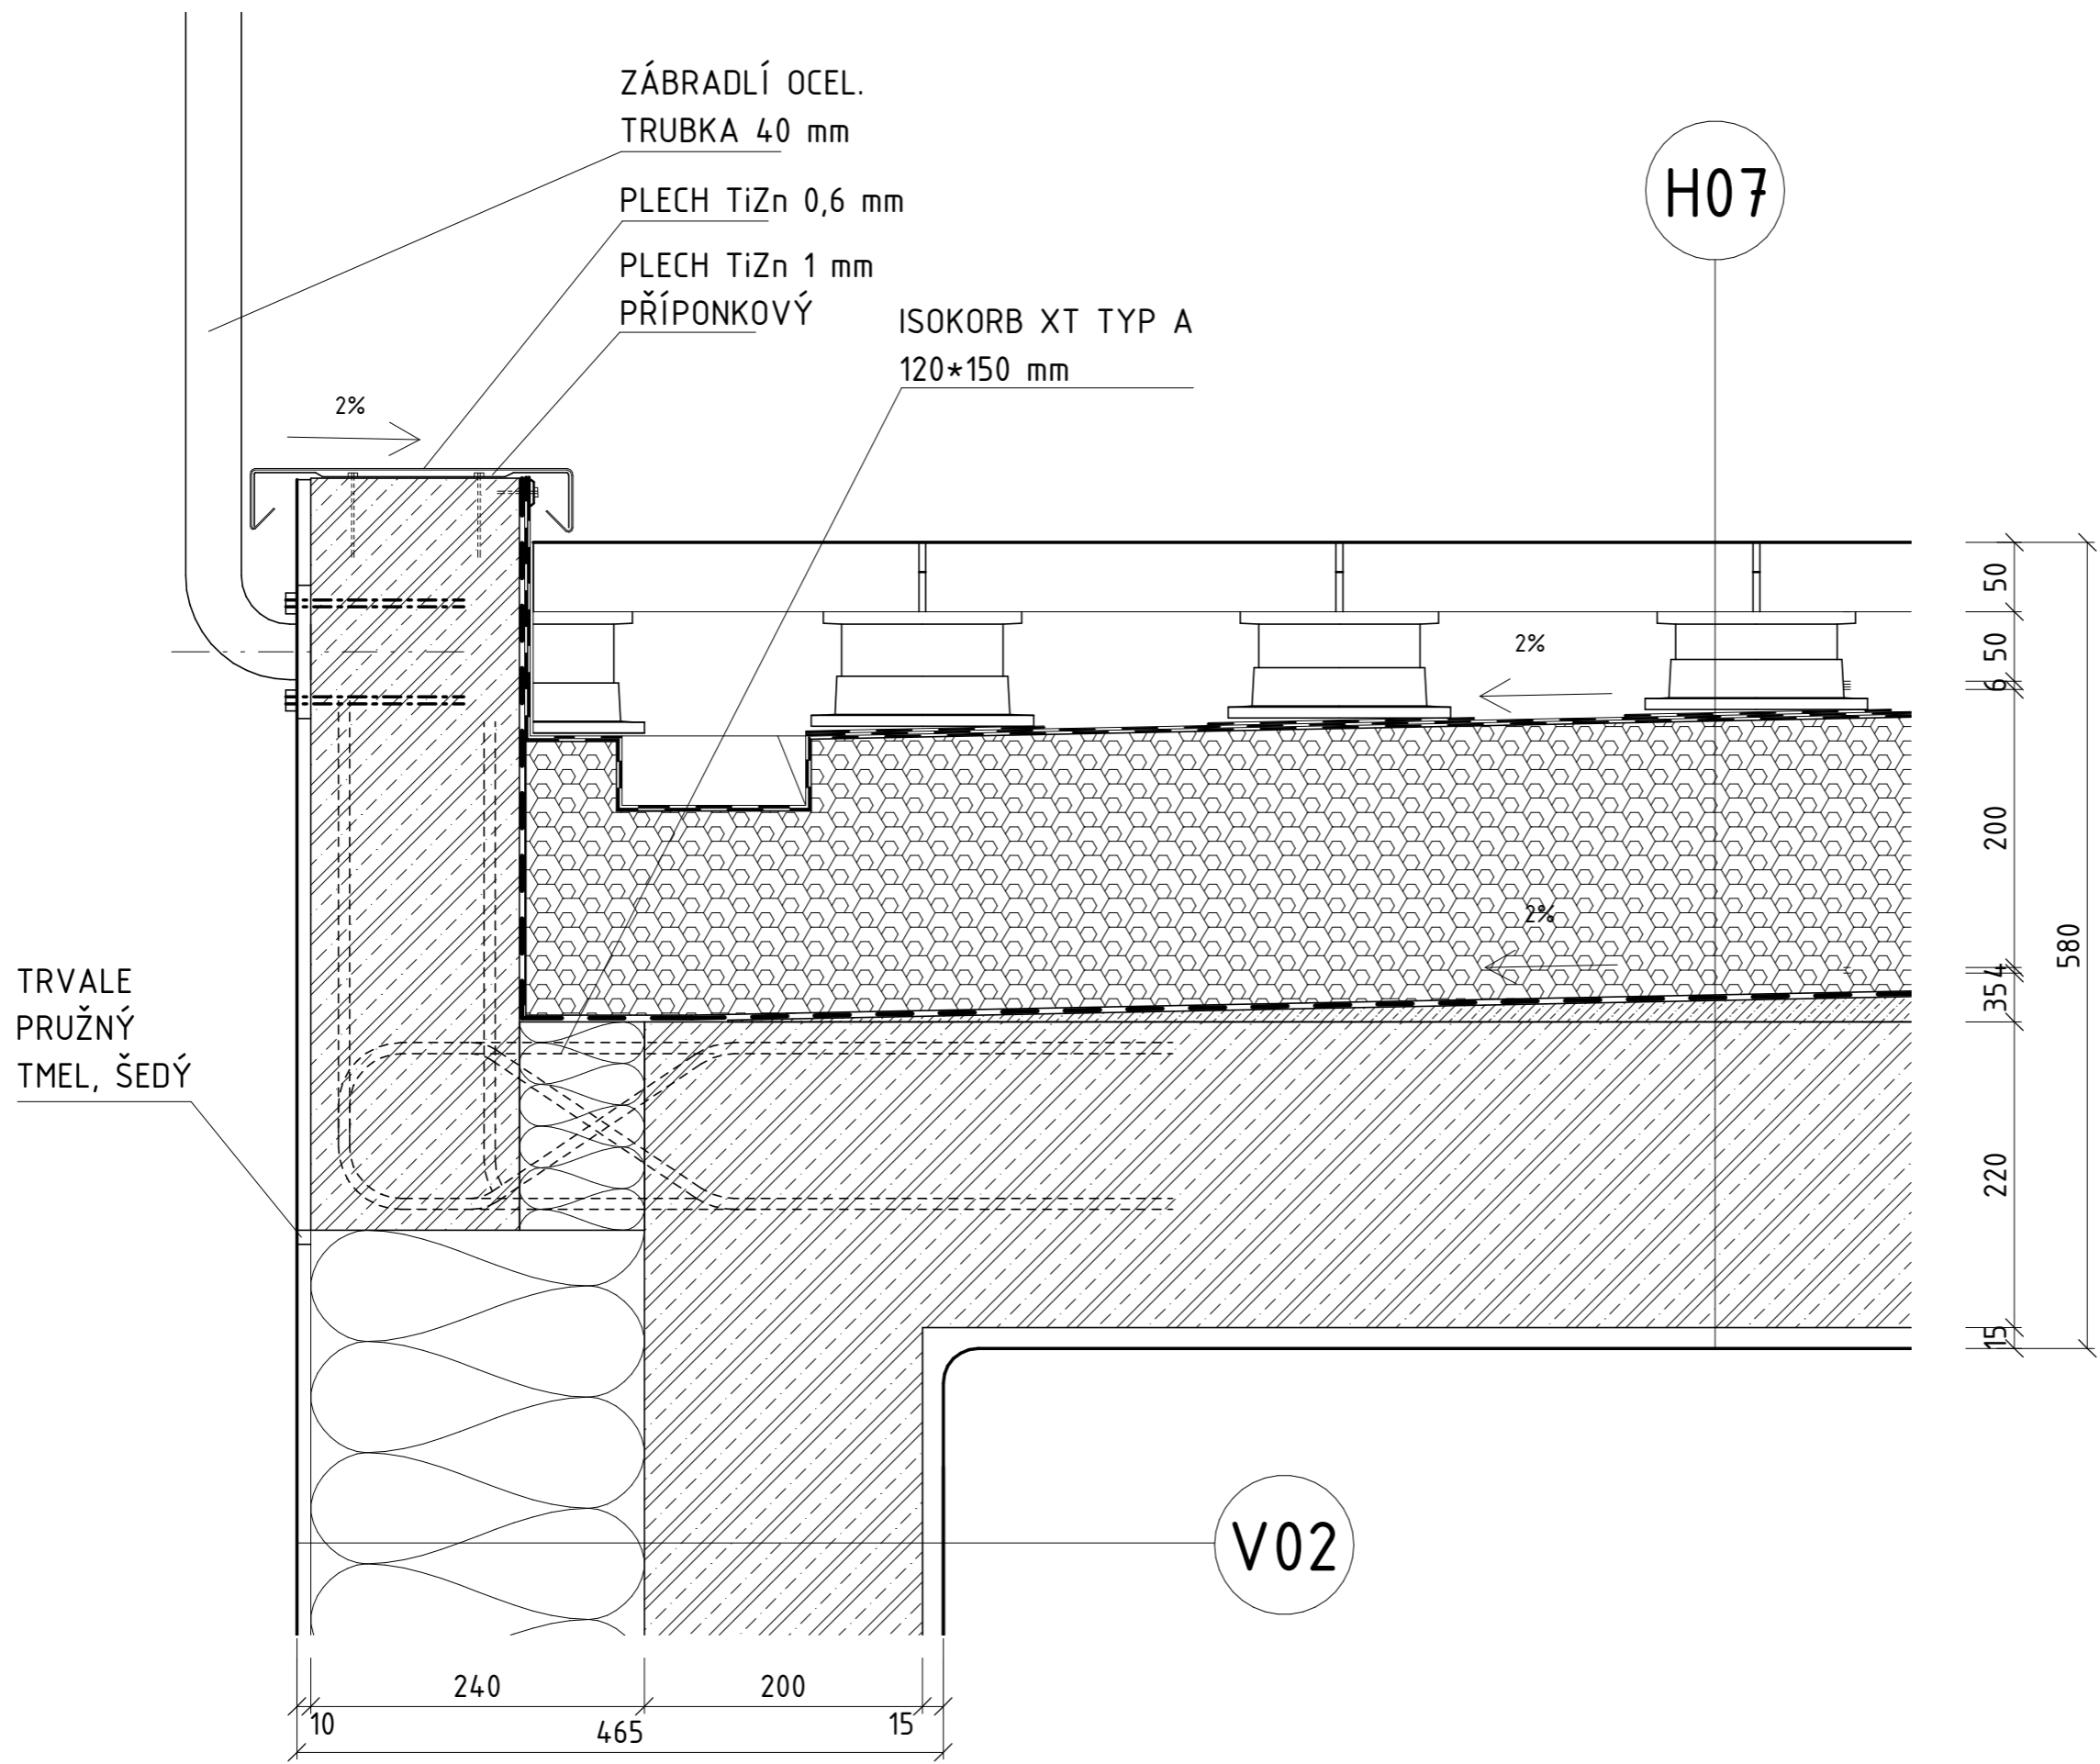 ZÁBRADLÍ OCEL.
TRUBKA 40 mm
PLECH TiZn 0,6 mm
PLECH TiZn 1 mm
PŘÍPONKOVÝ
ISOKORB XT TYP A
120*150 mm
H07
2%
2%
2%
TRVALE
PRUŽNÝ
TMEL, ŠEDÝ
50
50
6
200
4
35
220
15
580
V02
240
200
10
465
15